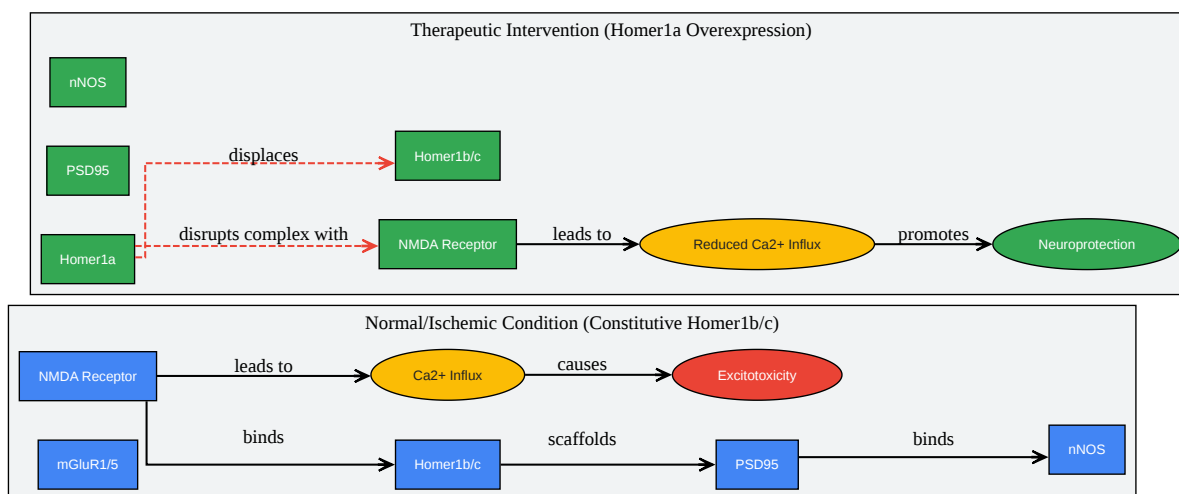 Therapeutic Intervention (Homer1a Overexpression)
nNOS
PSD95
displaces
Homer1b/c
Homer1a
disrupts complex with
NMDA Receptor
leads to
Reduced Ca2+ Influx
promotes
Neuroprotection
Normal/Ischemic Condition (Constitutive Homer1b/c)
NMDA Receptor
leads to
Ca2+ Influx
causes
Excitotoxicity
mGluR1/5
binds
Homer1b/c
scaffolds
PSD95
binds
nNOS